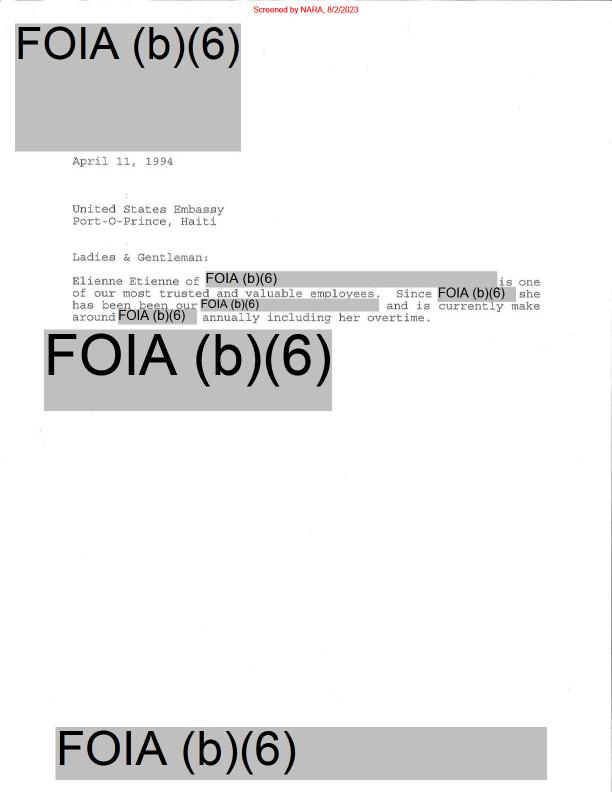 Screened by NARA, 8/2/2023
FOIA (b)(6)
April 11, 1994
United States Embassy
Port-O-Prince, Haiti
Ladies & Gentleman:
Elienne Etienne of FOIA (b)(6) is one
of our most trusted and valuable employees. Since FOIA (b)(6) she
has been been our FOIA (b)(6) and is currently make
around FOIA (b)(6) annually including her overtime.
FOIA (b)(6)
FOIA (b)(6)